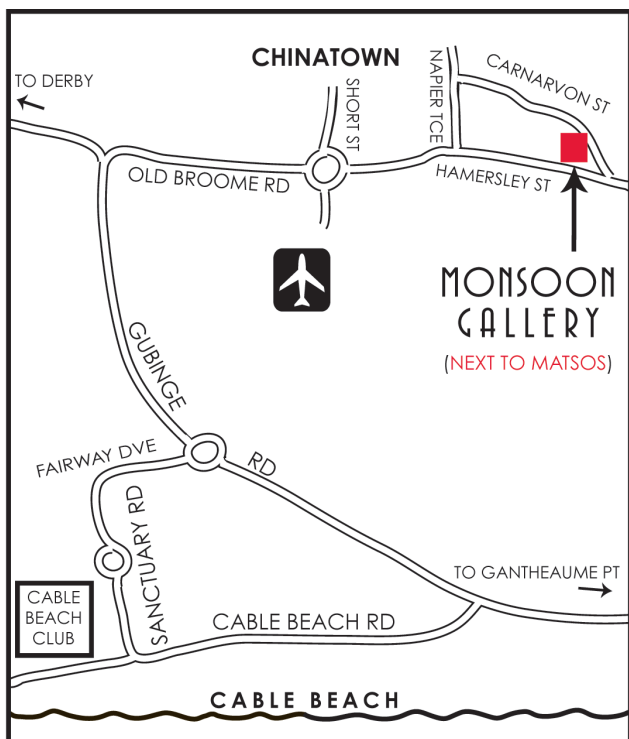 CHINATOWN
TO DERBY
SHORT ST
NAPIER TCE
CARNARVON ST
OLD BROOME RD
HAMERSLEY ST
MONSOON
GALLERY
(NEXT TO MATSOS)
GUBINGE
RD
FAIRWAY DVE
SANCTUARY RD
TO GANTHEAUME PT
CABLE
BEACH
CLUB
CABLE BEACH RD
CABLE BEACH